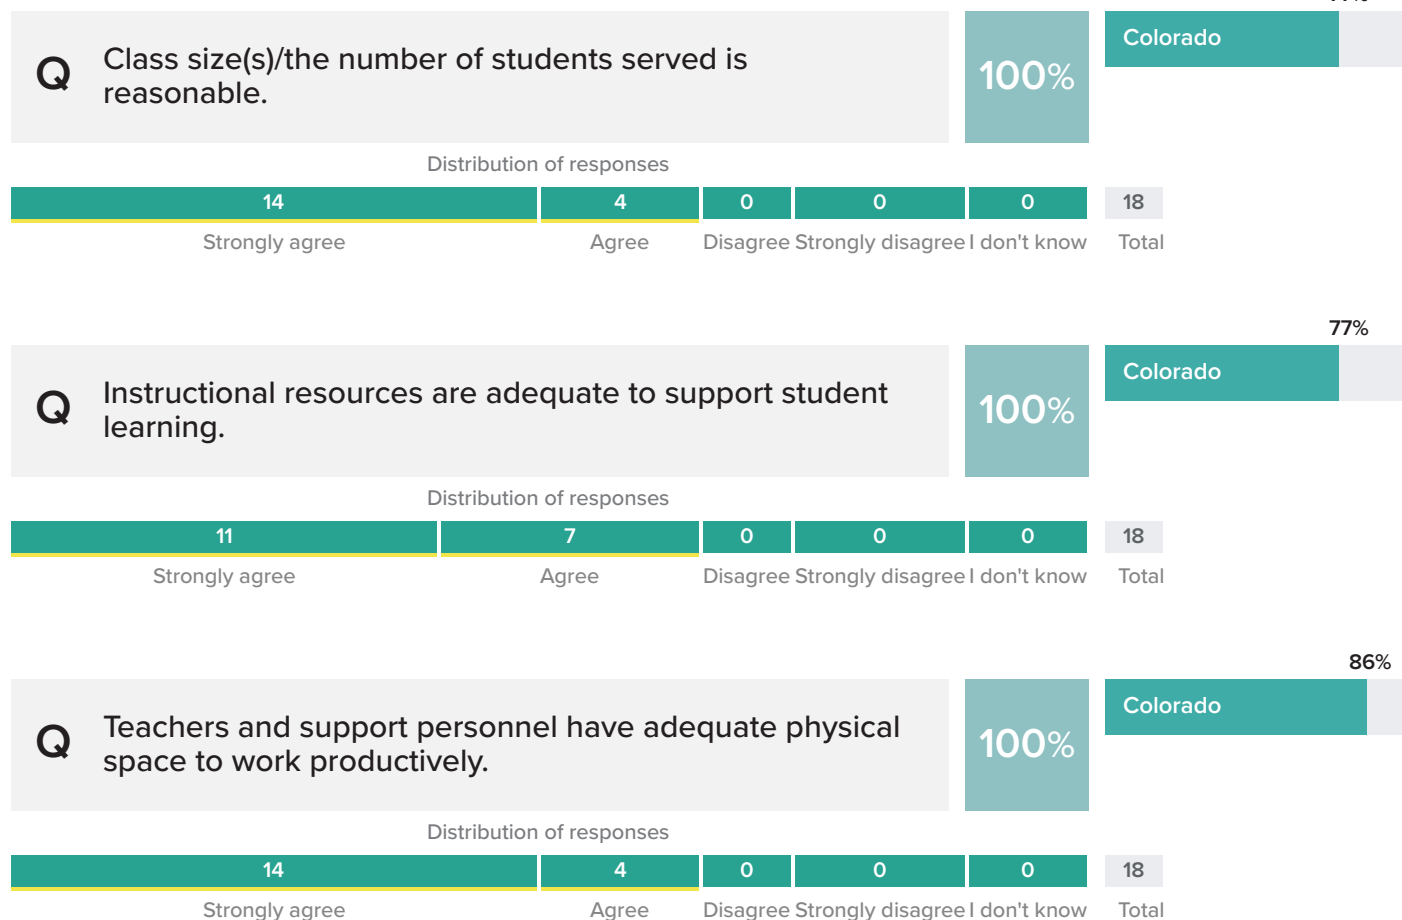 Q
Class size(s)/the number of students served is
reasonable.
100%
Colorado
Distribution of responses
14 4 0 0 0 18
Strongly agree Agree Disagree Strongly disagree I don't know Total
77%
Q
Instructional resources are adequate to support student
learning.
100%
Colorado
Distribution of responses
11 7 0 0 0 18
Strongly agree Agree Disagree Strongly disagree I don't know Total
86%
Q
Teachers and support personnel have adequate physical
space to work productively.
100%
Colorado
Distribution of responses
14 4 0 0 0 18
Strongly agree Agree Disagree Strongly disagree I don't know Total